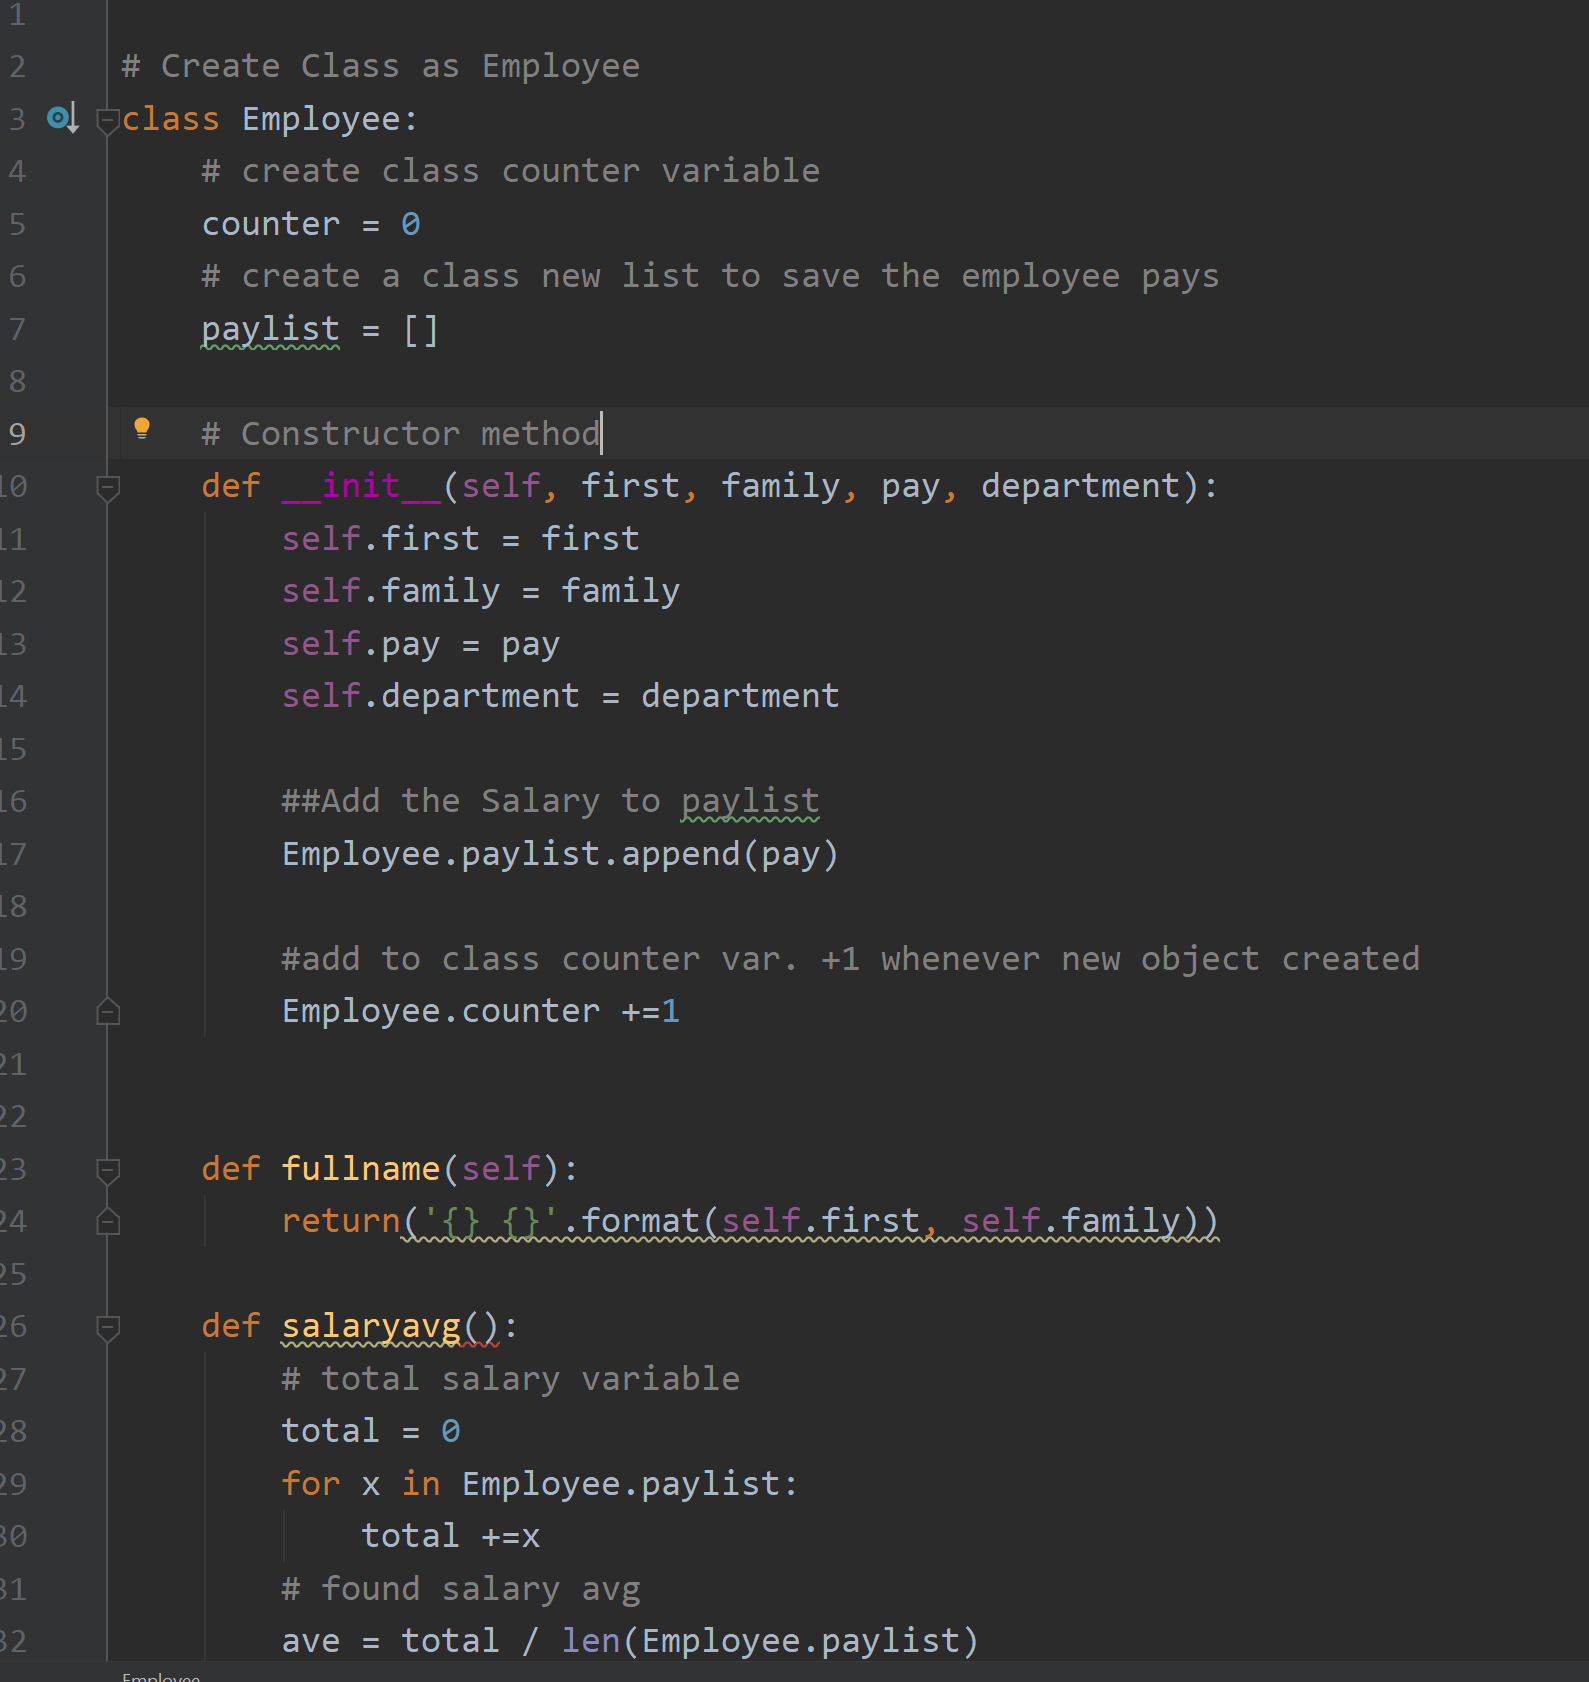 1
2 # Create Class as Employee
3 class Employee:
4 # create class counter variable
5 counter = 0
6 # create a class new list to save the employee pays
7 paylist = []
8
9 # Constructor method
10 def __init__(self, first, family, pay, department):
11 self.first = first
12 self.family = family
13 self.pay = pay
14 self.department = department
15
16 ##Add the Salary to paylist
17 Employee.paylist.append(pay)
18
19 #add to class counter var. +1 whenever new object created
20 Employee.counter +=1
21
22
23 def fullname(self):
24 return('{} {}'.format(self.first, self.family))
25
26 def salaryavg():
27 # total salary variable
28 total = 0
29 for x in Employee.paylist:
30 total +=x
31 # found salary avg
32 ave = total / len(Employee.paylist)
Employee